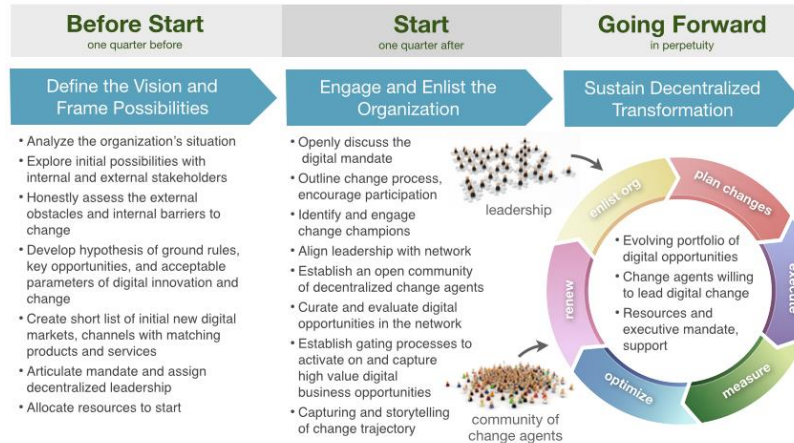 Before Start
one quarter before
Start
one quarter after
Going Forward
in perpetuity
Define the Vision and
Frame Possibilities
Engage and Enlist the
Organization
Sustain Decentralized
Transformation
• Analyze the organization's situation
• Explore initial possibilities with
internal and external stakeholders
• Honestly assess the external
obstacles and internal barriers to
change
• Develop hypothesis of ground rules,
key opportunities, and acceptable
parameters of digital innovation and
change
• Create short list of initial new digital
markets, channels with matching
products and services
• Articulate mandate and assign
decentralized leadership
• Allocate resources to start
• Openly discuss the
digital mandate
• Outline change process,
encourage participation
• Identify and engage
change champions
• Align leadership with network
• Establish an open community
of decentralized change agents
• Curate and evaluate digital
opportunities in the network
• Establish gating processes to
activate on and capture
high value digital
business opportunities
• Capturing and storytelling
of change trajectory
leadership
community of
change agents
enlist org
plan changes
execute
measure
optimize
renew
• Evolving portfolio of
digital opportunities
• Change agents willing
to lead digital change
• Resources and
executive mandate,
support